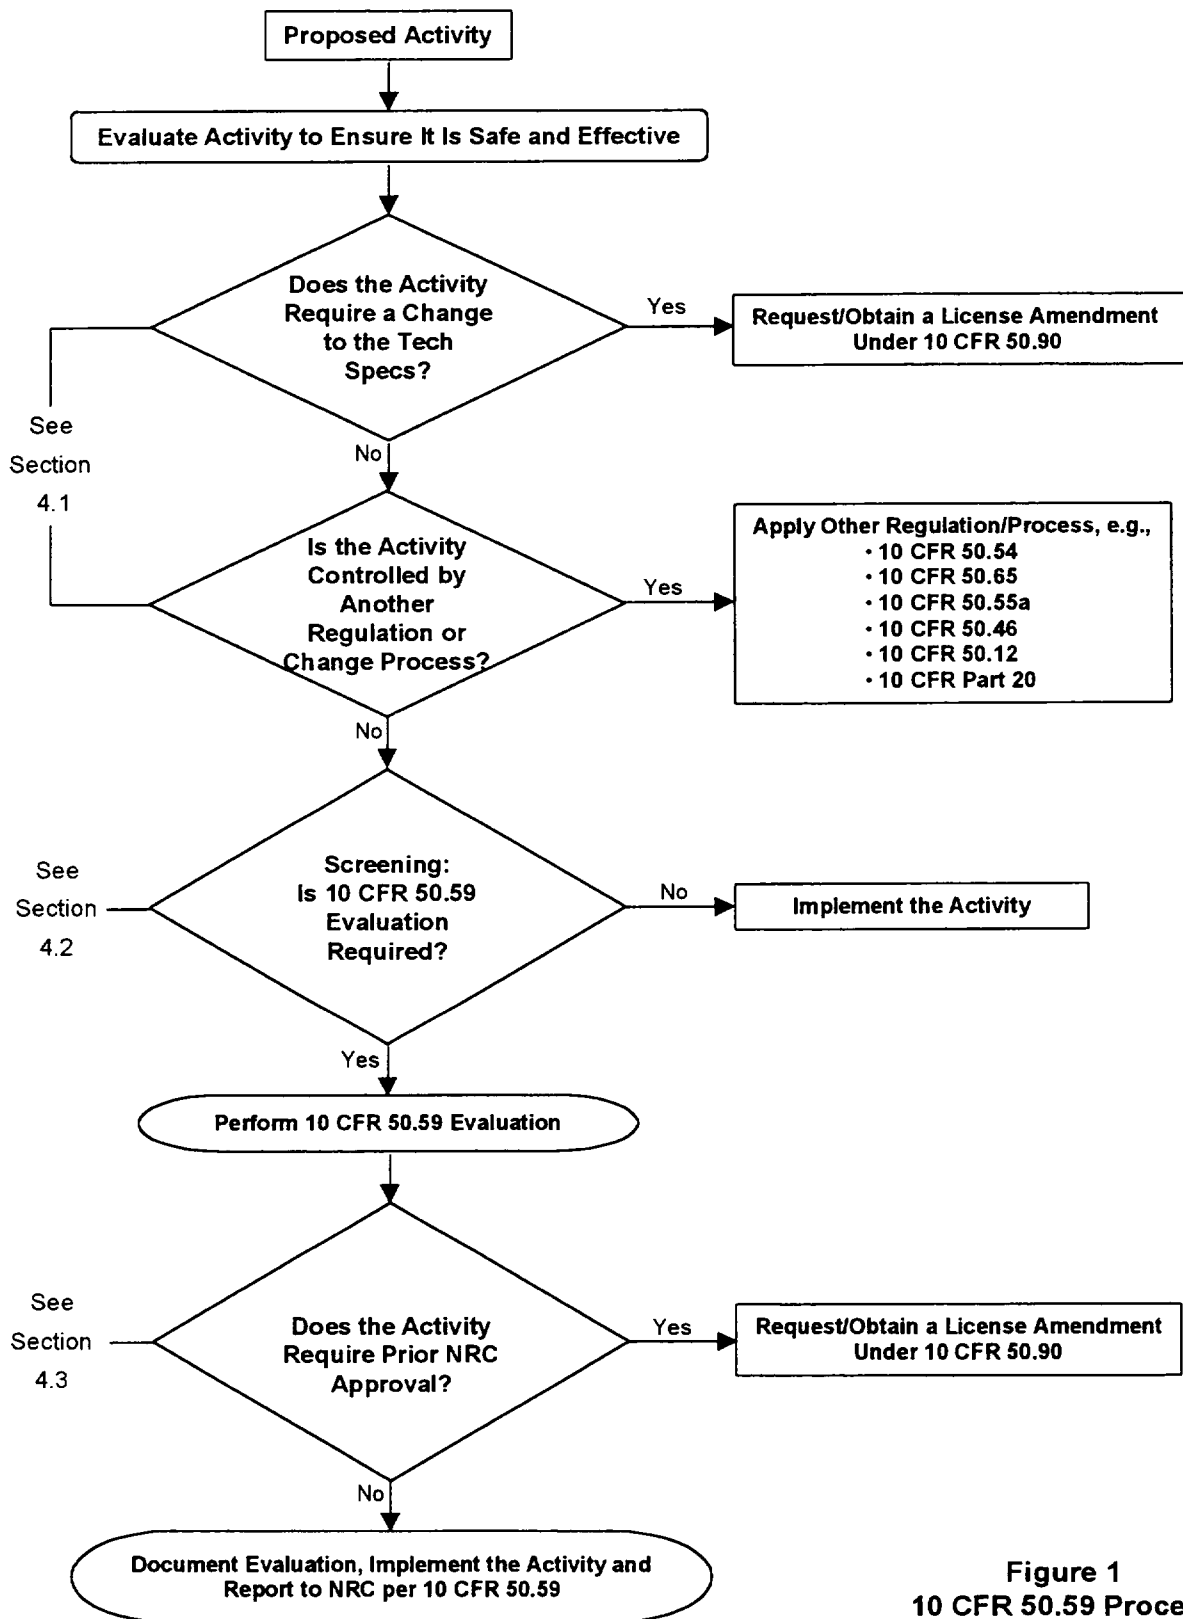 Proposed Activity
Evaluate Activity to Ensure It Is Safe and Effective
Does the Activity
Require a Change
to the Tech
Specs?
Yes
Request/Obtain a License Amendment
Under 10 CFR 50.90
See
Section
4.1
No
Is the Activity
Controlled by
Another
Regulation or
Change Process?
Yes
Apply Other Regulation/Process, e.g.,
· 10 CFR 50.54
· 10 CFR 50.65
· 10 CFR 50.55a
· 10 CFR 50.46
· 10 CFR 50.12
· 10 CFR Part 20
No
See
Section
4.2
Screening:
Is 10 CFR 50.59
Evaluation
Required?
No
Implement the Activity
Yes
Perform 10 CFR 50.59 Evaluation
See
Section
4.3
Does the Activity
Require Prior NRC
Approval?
Yes
Request/Obtain a License Amendment
Under 10 CFR 50.90
No
Document Evaluation, Implement the Activity and
Report to NRC per 10 CFR 50.59
Figure 1
10 CFR 50.59 Proce